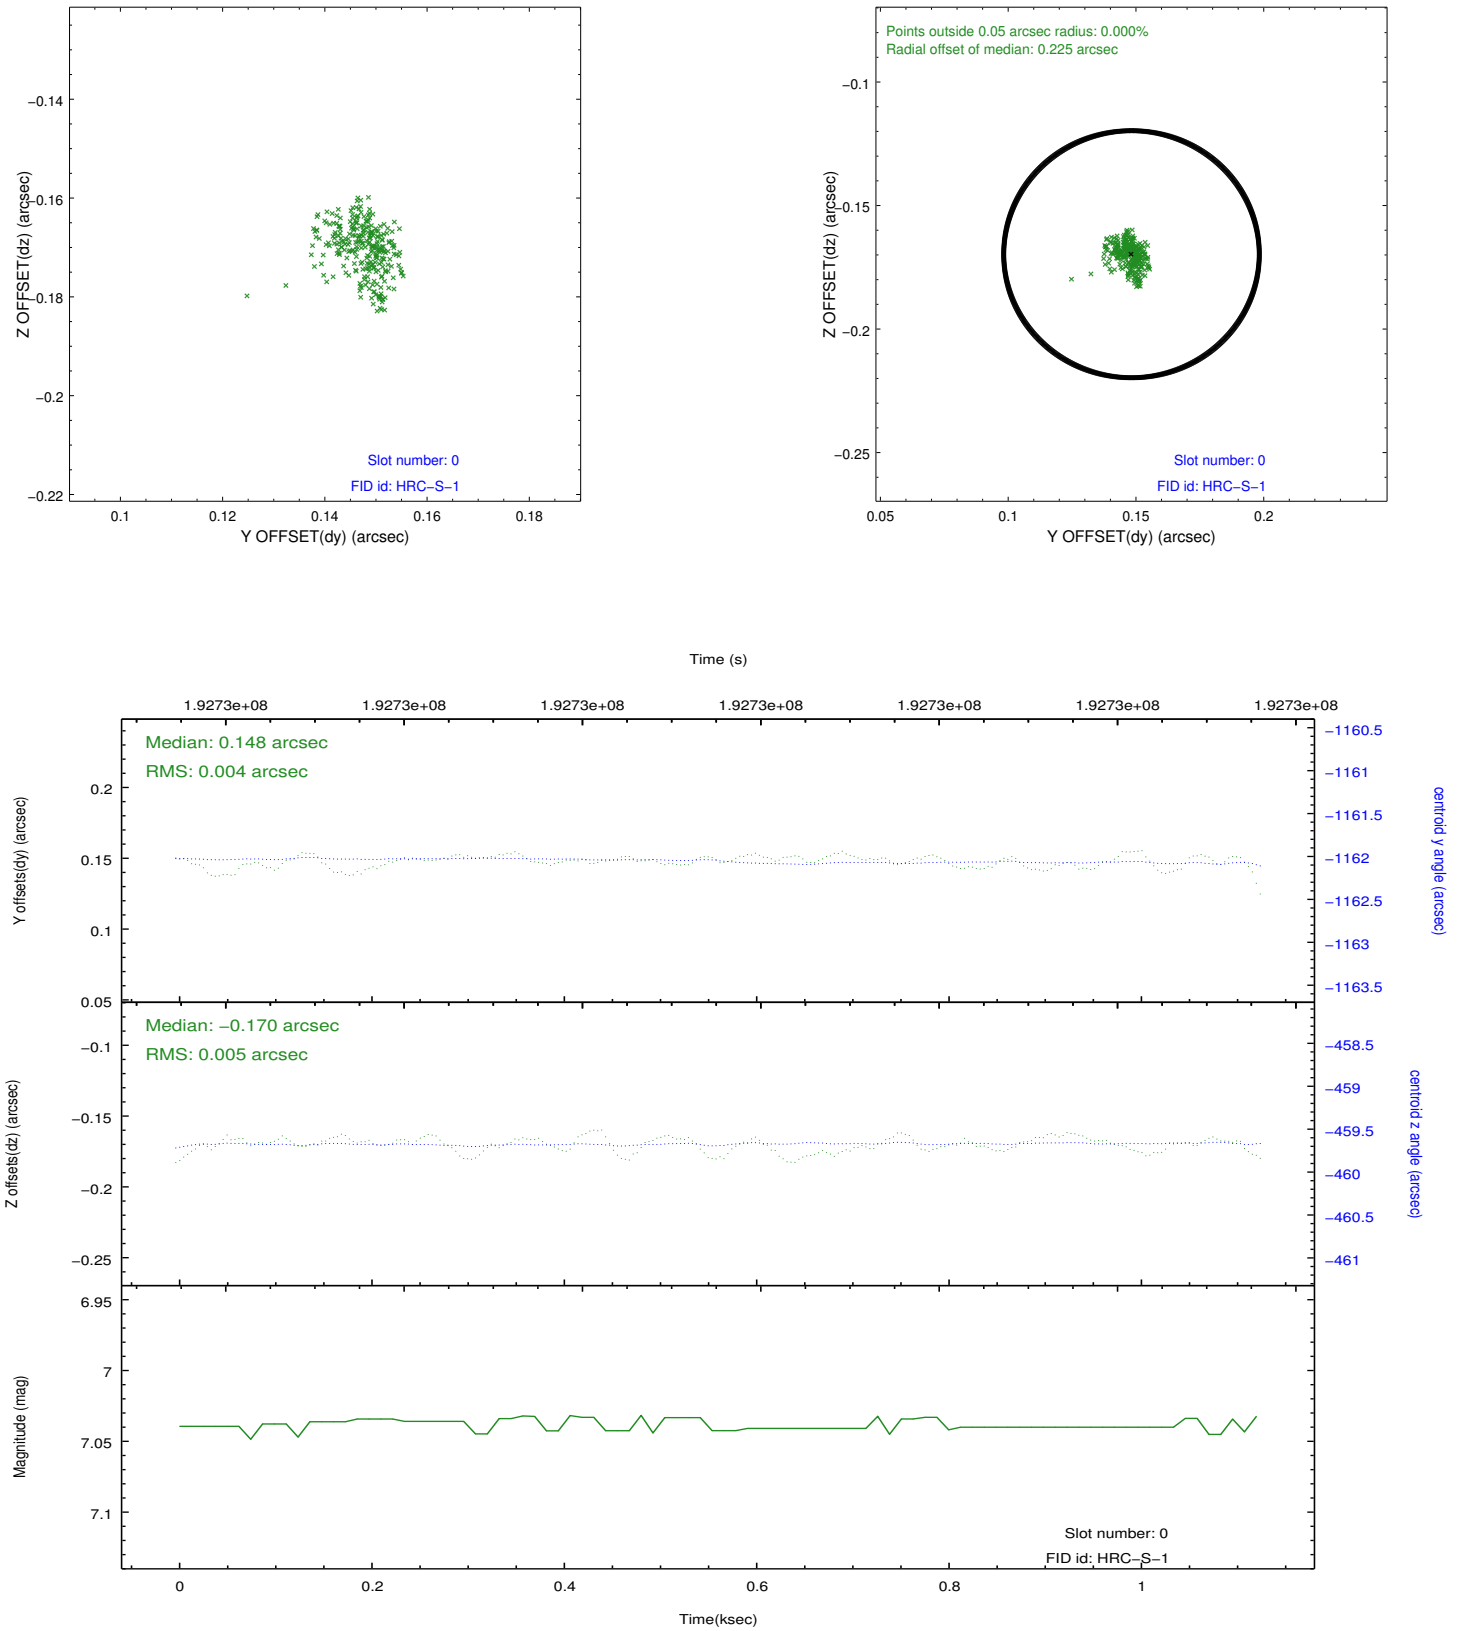 −0.14
−0.16
−0.18
−0.2
−0.22
Z OFFSET(dz) (arcsec)
Slot number: 0
FID id: HRC−S−1
0.1 0.12 0.14 0.16 0.18
Y OFFSET(dy) (arcsec)
Points outside 0.05 arcsec radius: 0.000%
Radial offset of median: 0.225 arcsec
−0.1
−0.15
−0.2
−0.25
Z OFFSET(dz) (arcsec)
Slot number: 0
FID id: HRC−S−1
0.05 0.1 0.15 0.2
Y OFFSET(dy) (arcsec)
Time (s)
1.9273e+08 1.9273e+08 1.9273e+08 1.9273e+08 1.9273e+08 1.9273e+08 1.9273e+08
Median: 0.148 arcsec
RMS: 0.004 arcsec
0.2
0.15
0.1
0.05
Y offsets(dy) (arcsec)
−1160.5
−1161
−1161.5
−1162
−1162.5
−1163
−1163.5
centroid y angle (arcsec)
Median: −0.170 arcsec
RMS: 0.005 arcsec
−0.1
−0.15
−0.2
−0.25
Z offsets(dz) (arcsec)
−458.5
−459
−459.5
−460
−460.5
−461
centroid z angle (arcsec)
6.95
7
7.05
7.1
Magnitude (mag)
Slot number: 0
FID id: HRC−S−1
0 0.2 0.4 0.6 0.8 1
Time(ksec)